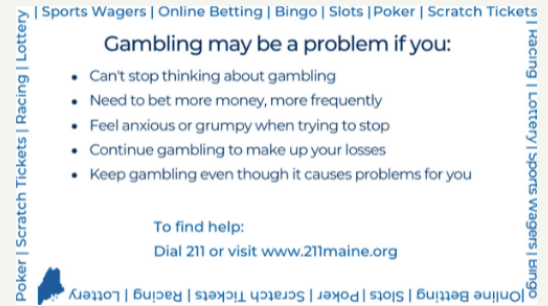 | Sports Wagers | Online Betting | Bingo | Slots |Poker | Scratch Tickets
Gambling may be a problem if you:
• Can't stop thinking about gambling
• Need to bet more money, more frequently
• Feel anxious or grumpy when trying to stop
• Continue gambling to make up your losses
• Keep gambling even though it causes problems for you
To find help:
Dial 211 or visit www.211maine.org
| Racing | Lottery | Sports Wagers | Bingo
|Online Betting | Slots | Poker | Scratch Tickets | Racing | Lottery
Poker | Scratch Tickets | Racing | Lottery